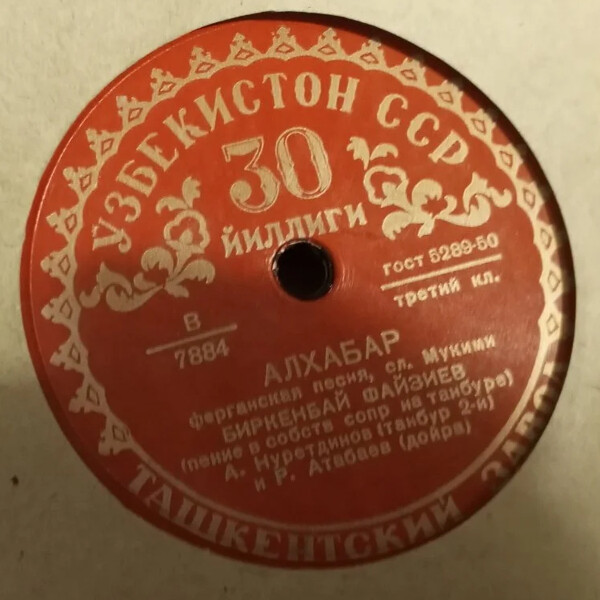 УЗБЕКИСТОН ССР
30
ЙИЛЛИГИ
ГОСТ 5289-50
третий кл.
В
7884
АЛХАБАР
ферганская песня, сл. Мукими
БИРКЕНБАЙ ФАЙЗИЕВ
(пение в собств сопр на танбуре)
А. Нуретдинов (танбур 2-й)
и Р. Атабаев (дойра)
ТАШКЕНТСКИЙ ЗАВОД